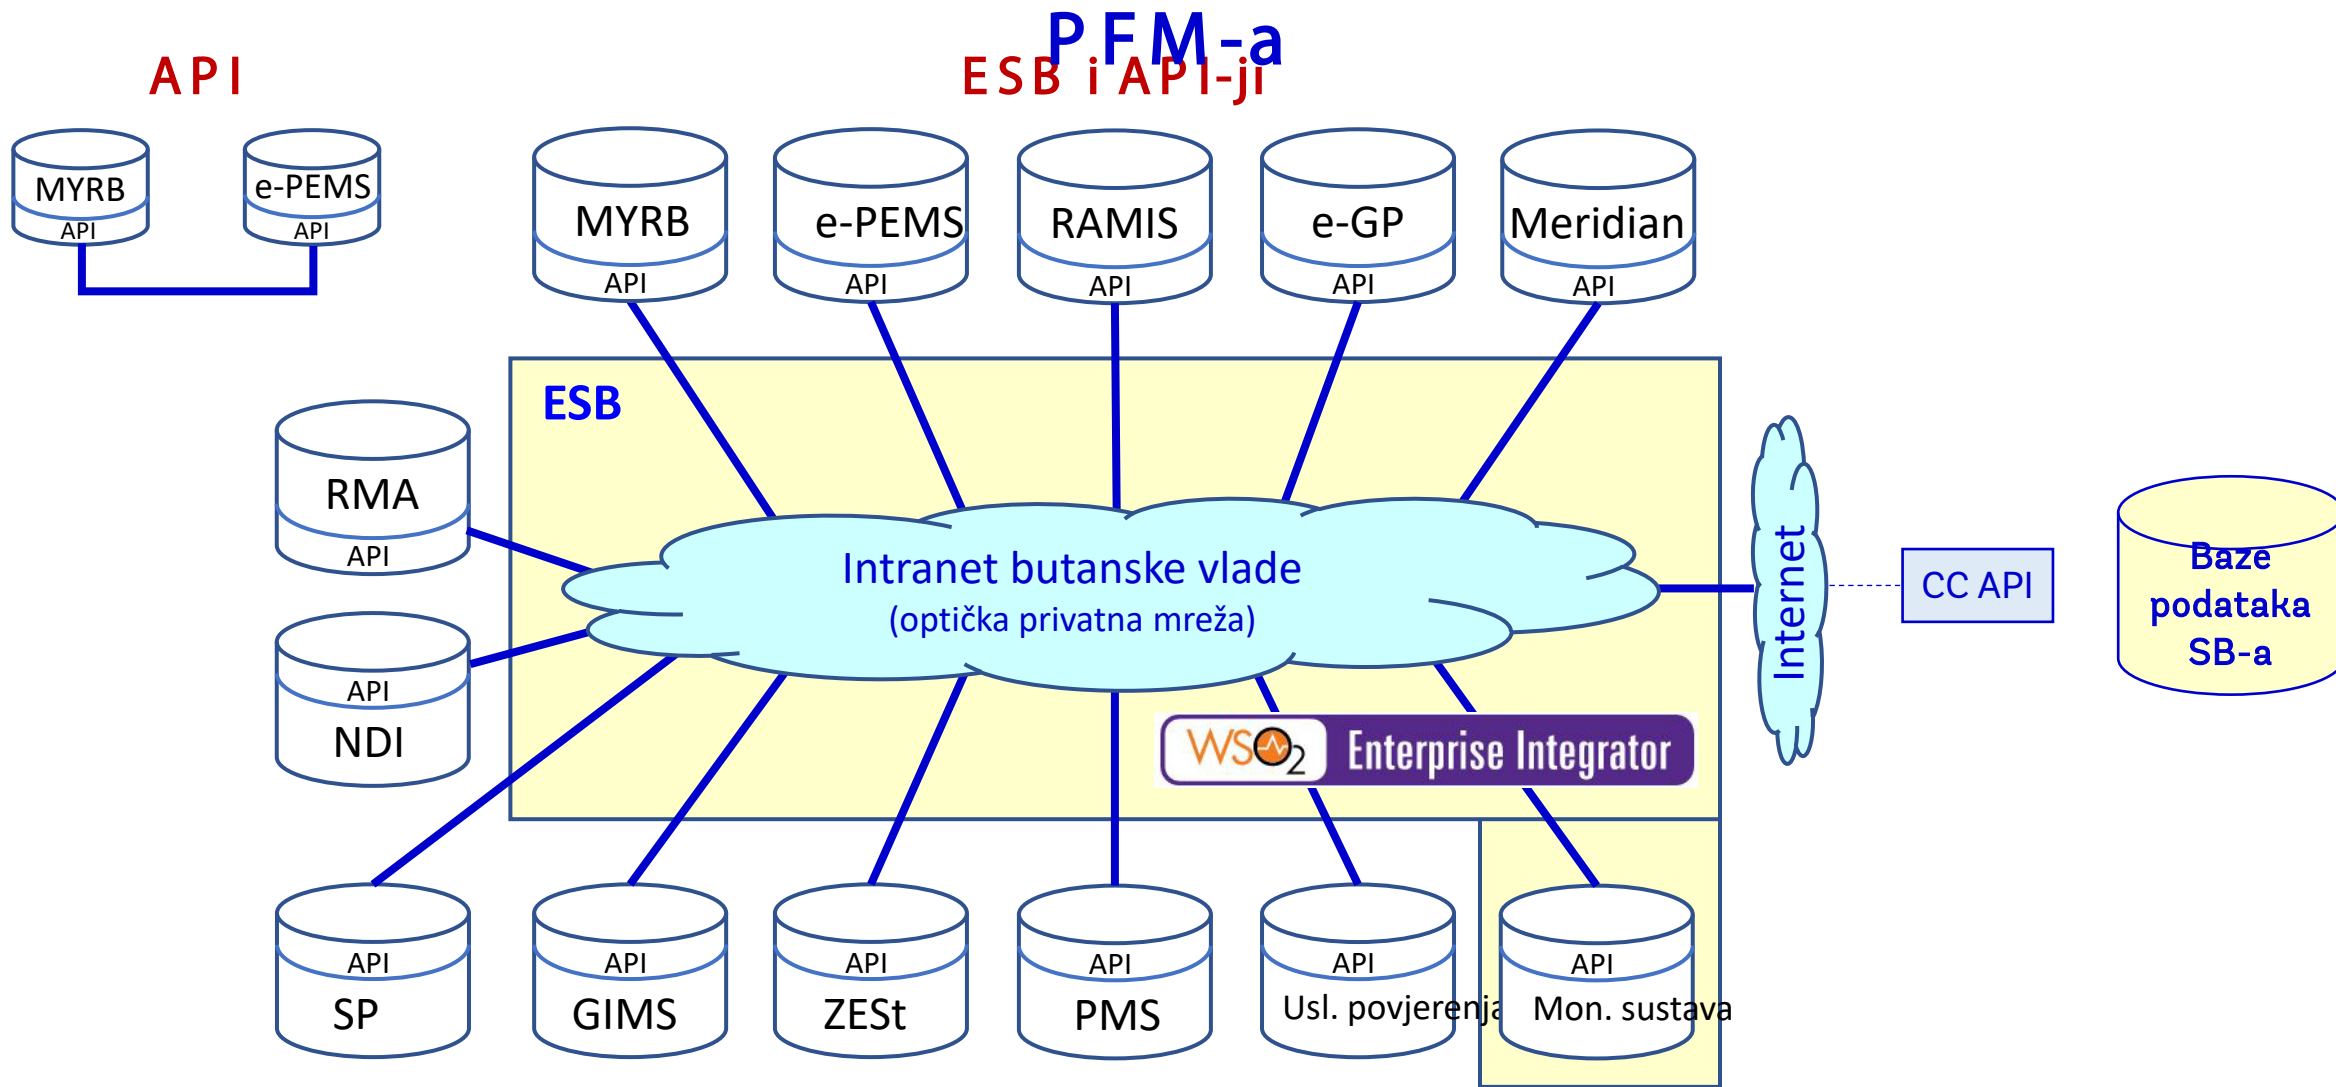 PFM-a
API
ESB i API-ji
MYRB
API
e-PEMS
API
MYRB
API
e-PEMS
API
RAMIS
API
e-GP
API
Meridian
API
ESB
RMA
API
Intranet butanske vlade
(optička privatna mreža)
Internet
CC API
Baze
podataka
SB-a
API
NDI
WSO2 Enterprise Integrator
API
SP
API
GIMS
API
ZESt
API
PMS
API
Usl. povjerenja
API
Mon. sustava